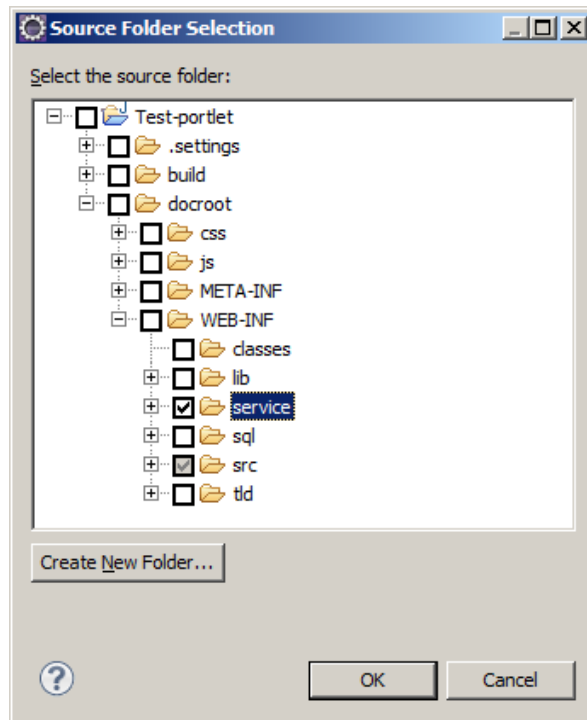 Source Folder Selection
Select the source folder:
Test-portlet
.settings
build
docroot
css
js
META-INF
WEB-INF
classes
lib
service
sql
src
tld
Create New Folder...
?
OK
Cancel